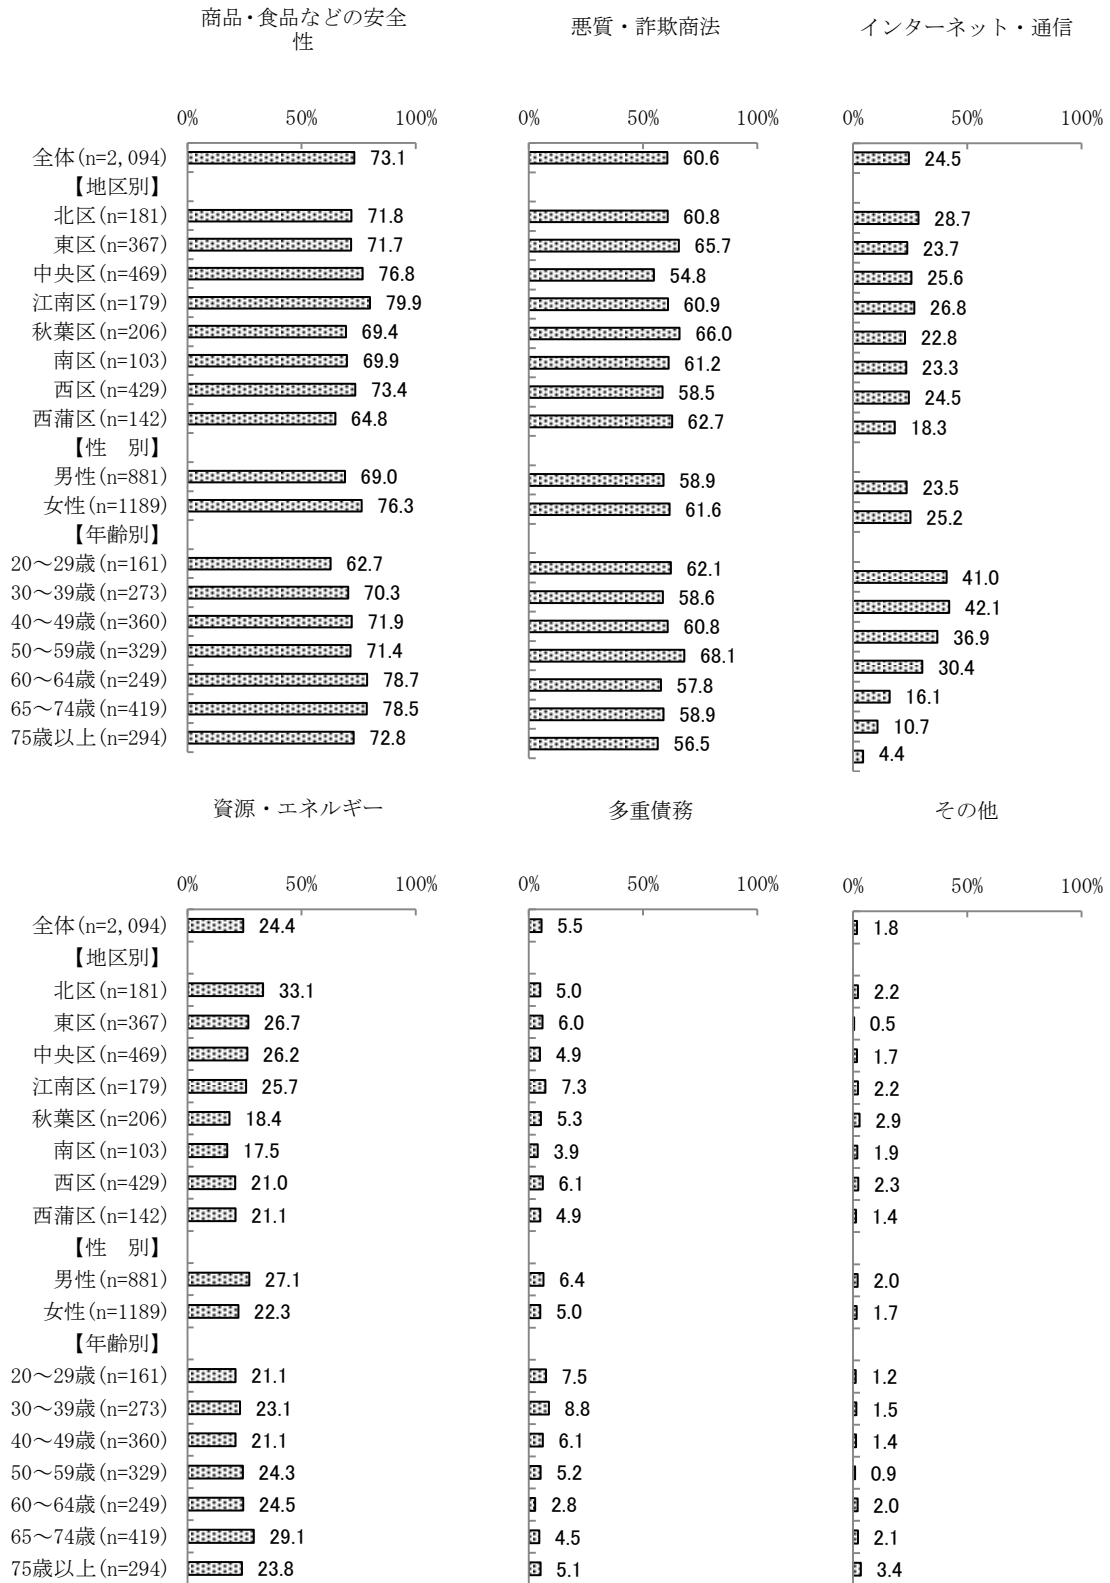 商品・食品などの安全
性
悪質・詐欺商法
インターネット・通信
0% 50% 100% 0% 50% 100% 0% 50% 100%
全体(n=2,094) 73.1 60.6 24.5
【地区別】
北区(n=181) 71.8 60.8 28.7
東区(n=367) 71.7 65.7 23.7
中央区(n=469) 76.8 54.8 25.6
江南区(n=179) 79.9 60.9 26.8
秋葉区(n=206) 69.4 66.0 22.8
南区(n=103) 69.9 61.2 23.3
西区(n=429) 73.4 58.5 24.5
西蒲区(n=142) 64.8 62.7 18.3
【性　別】
男性(n=881) 69.0 58.9 23.5
女性(n=1189) 76.3 61.6 25.2
【年齢別】
20～29歳(n=161) 62.7 62.1 41.0
30～39歳(n=273) 70.3 58.6 42.1
40～49歳(n=360) 71.9 60.8 36.9
50～59歳(n=329) 71.4 68.1 30.4
60～64歳(n=249) 78.7 57.8 16.1
65～74歳(n=419) 78.5 58.9 10.7
75歳以上(n=294) 72.8 56.5 4.4
資源・エネルギー 多重債務 その他
0% 50% 100% 0% 50% 100% 0% 50% 100%
全体(n=2,094) 24.4 5.5 1.8
【地区別】
北区(n=181) 33.1 5.0 2.2
東区(n=367) 26.7 6.0 0.5
中央区(n=469) 26.2 4.9 1.7
江南区(n=179) 25.7 7.3 2.2
秋葉区(n=206) 18.4 5.3 2.9
南区(n=103) 17.5 3.9 1.9
西区(n=429) 21.0 6.1 2.3
西蒲区(n=142) 21.1 4.9 1.4
【性　別】
男性(n=881) 27.1 6.4 2.0
女性(n=1189) 22.3 5.0 1.7
【年齢別】
20～29歳(n=161) 21.1 7.5 1.2
30～39歳(n=273) 23.1 8.8 1.5
40～49歳(n=360) 21.1 6.1 1.4
50～59歳(n=329) 24.3 5.2 0.9
60～64歳(n=249) 24.5 2.8 2.0
65～74歳(n=419) 29.1 4.5 2.1
75歳以上(n=294) 23.8 5.1 3.4